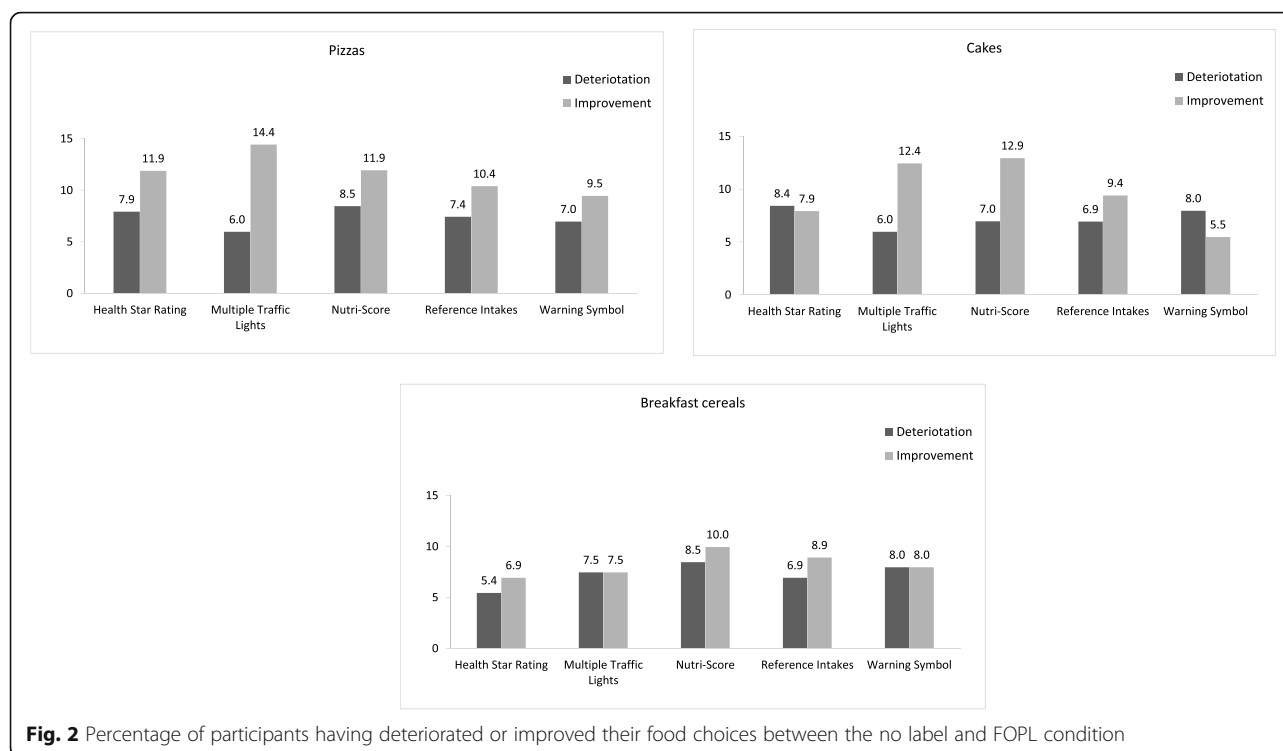 Pizzas
Deteriotation
Improvement
15
10
5
0
7.9
11.9
6.0
14.4
8.5
11.9
7.4
10.4
7.0
9.5
Health Star Rating
Multiple Traffic
Lights
Nutri-Score
Reference Intakes
Warning Symbol
Cakes
Deteriotation
Improvement
15
10
5
0
8.4
7.9
6.0
12.4
7.0
12.9
6.9
9.4
8.0
5.5
Health Star Rating
Multiple Traffic
Lights
Nutri-Score
Reference Intakes
Warning Symbol
Breakfast cereals
Deteriotation
Improvement
15
10
5
0
5.4
6.9
7.5
7.5
8.5
10.0
6.9
8.9
8.0
8.0
Health Star Rating
Multiple Traffic
Lights
Nutri-Score
Reference Intakes
Warning Symbol
Fig. 2 Percentage of participants having deteriorated or improved their food choices between the no label and FOPL condition